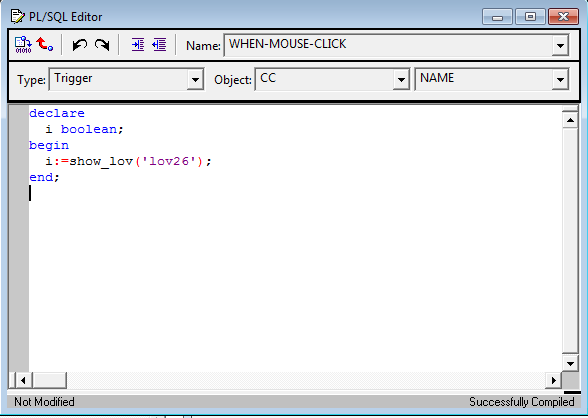 PL/SQL Editor
Name: WHEN-MOUSE-CLICK
Type: Trigger Object: CC NAME
declare
  i boolean;
begin
  i:=show_lov('lov26');
end;
Not Modified Successfully Compiled